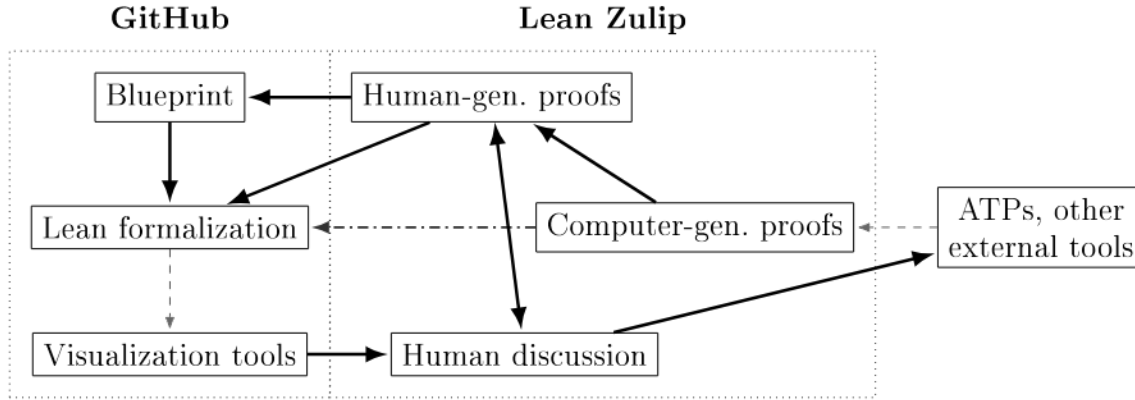 GitHub
Lean Zulip
Blueprint
Human-gen. proofs
Lean formalization
Computer-gen. proofs
ATPs, other
external tools
Visualization tools
Human discussion